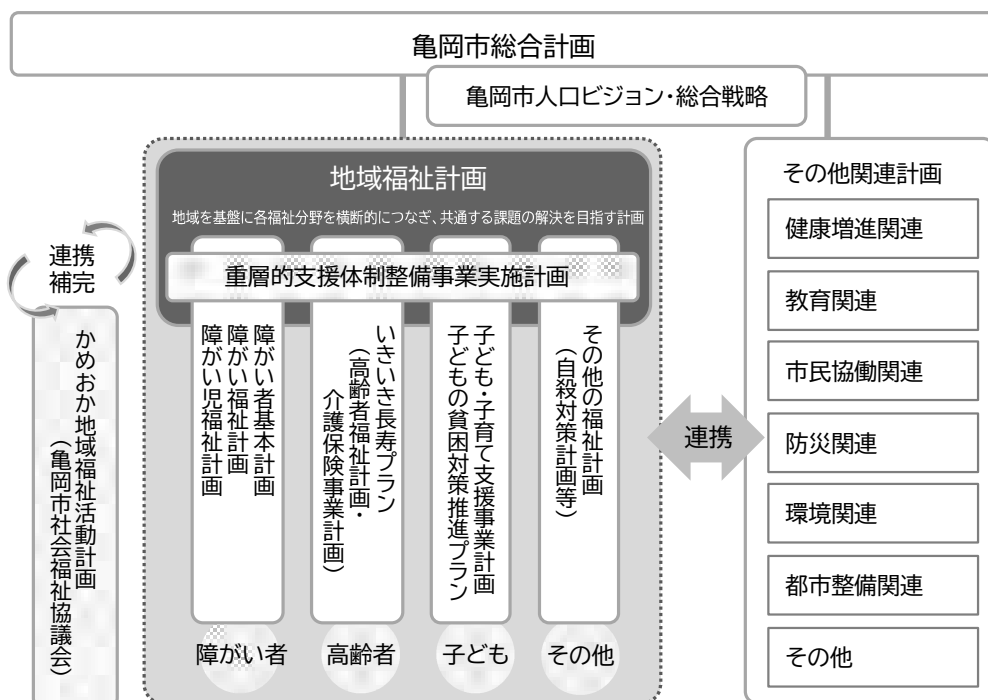 亀岡市総合計画
亀岡市人口ビジョン・総合戦略
地域福祉計画
地域を基盤に各福祉分野を横断的につなぎ、共通する課題の解決を目指す計画
重層的支援体制整備事業実施計画
連携
補完
かめおか地域福祉活動計画
（亀岡市社会福祉協議会）
障がい者基本計画
障がい福祉計画
障がい児福祉計画
いきいき長寿プラン
（高齢者福祉計画・
介護保険事業計画）
子ども・子育て支援事業計画
子どもの貧困対策推進プラン
その他の福祉計画
（自殺対策計画等）
障がい者
高齢者
子ども
その他
連携
その他関連計画
健康増進関連
教育関連
市民協働関連
防災関連
環境関連
都市整備関連
その他